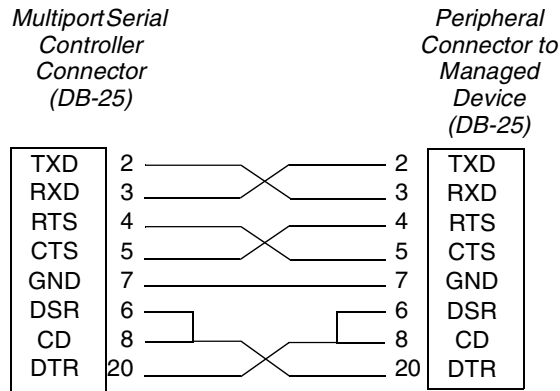 MultiportSerial
Controller
Connector
(DB-25)
Peripheral
Connector to
Managed
Device
(DB-25)
TXD 2 2 TXD
RXD 3 3 RXD
RTS 4 4 RTS
CTS 5 5 CTS
GND 7 7 GND
DSR 6 6 DSR
CD 8 8 CD
DTR 20 20 DTR